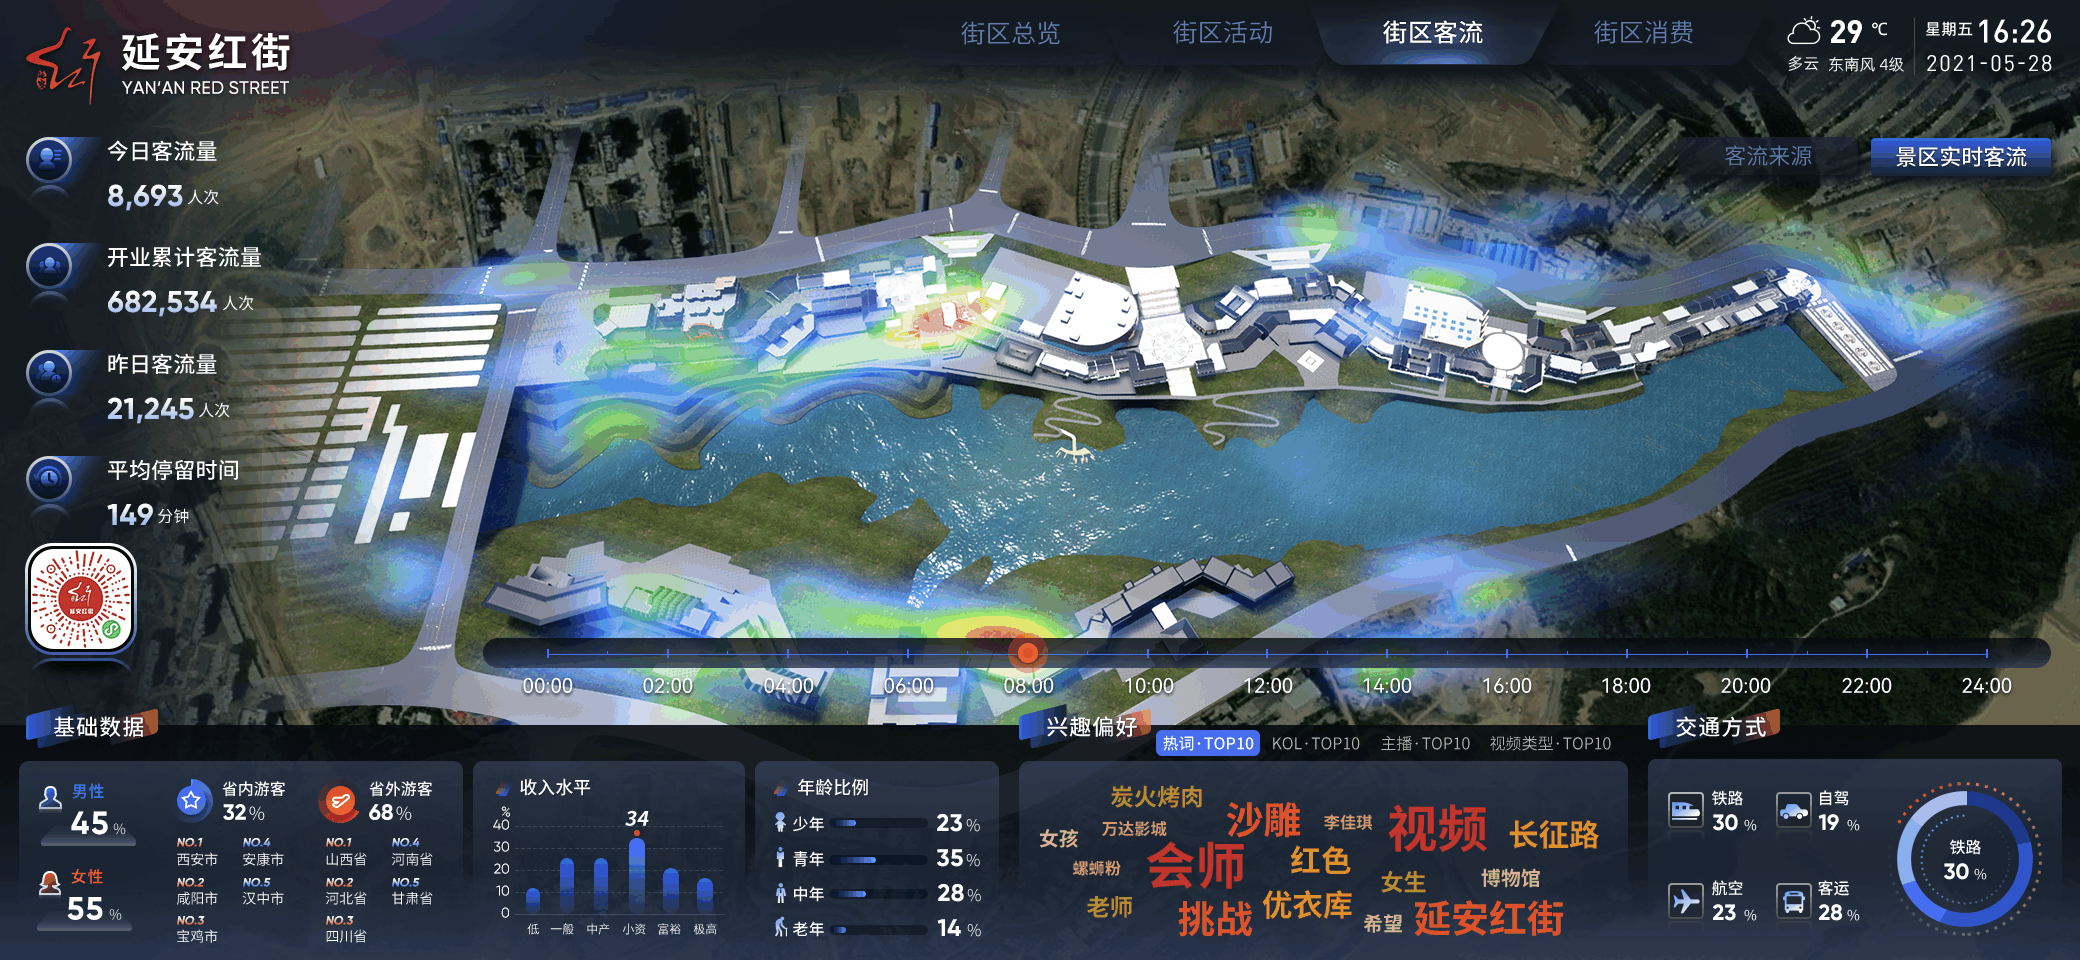 延安红街
YAN'AN RED STREET
街区总览
街区活动
街区客流
街区消费
29 ℃
多云 东南风 4级
星期五 16:26
2021-05-28
客流来源
景区实时客流
今日客流量
8,693 人次
开业累计客流量
682,534 人次
昨日客流量
21,245 人次
平均停留时间
149 分钟
延安红街
00:00 02:00 04:00 06:00 08:00 10:00 12:00 14:00 16:00 18:00 20:00 22:00 24:00
基础数据
男性
45 %
女性
55 %
省内游客
32 %
NO.1 NO.4
西安市 安康市
NO.2 NO.5
咸阳市 汉中市
NO.3
宝鸡市
省外游客
68 %
NO.1 NO.4
山西省 河南省
NO.2 NO.5
河北省 甘肃省
NO.3
四川省
收入水平
%
40
30
20
10
0
34
低 一般 中产 小资 富裕 极高
年龄比例
少年 23 %
青年 35 %
中年 28 %
老年 14 %
兴趣偏好
热词·TOP10 KOL·TOP10 主播·TOP10 视频类型·TOP10
炭火烤肉
女孩
万达影城
沙雕
李佳琪
视频
长征路
螺蛳粉
会师
红色
女生
博物馆
老师
挑战
优衣库
希望
延安红街
交通方式
铁路
30 %
自驾
19 %
航空
23 %
客运
28 %
铁路
30 %